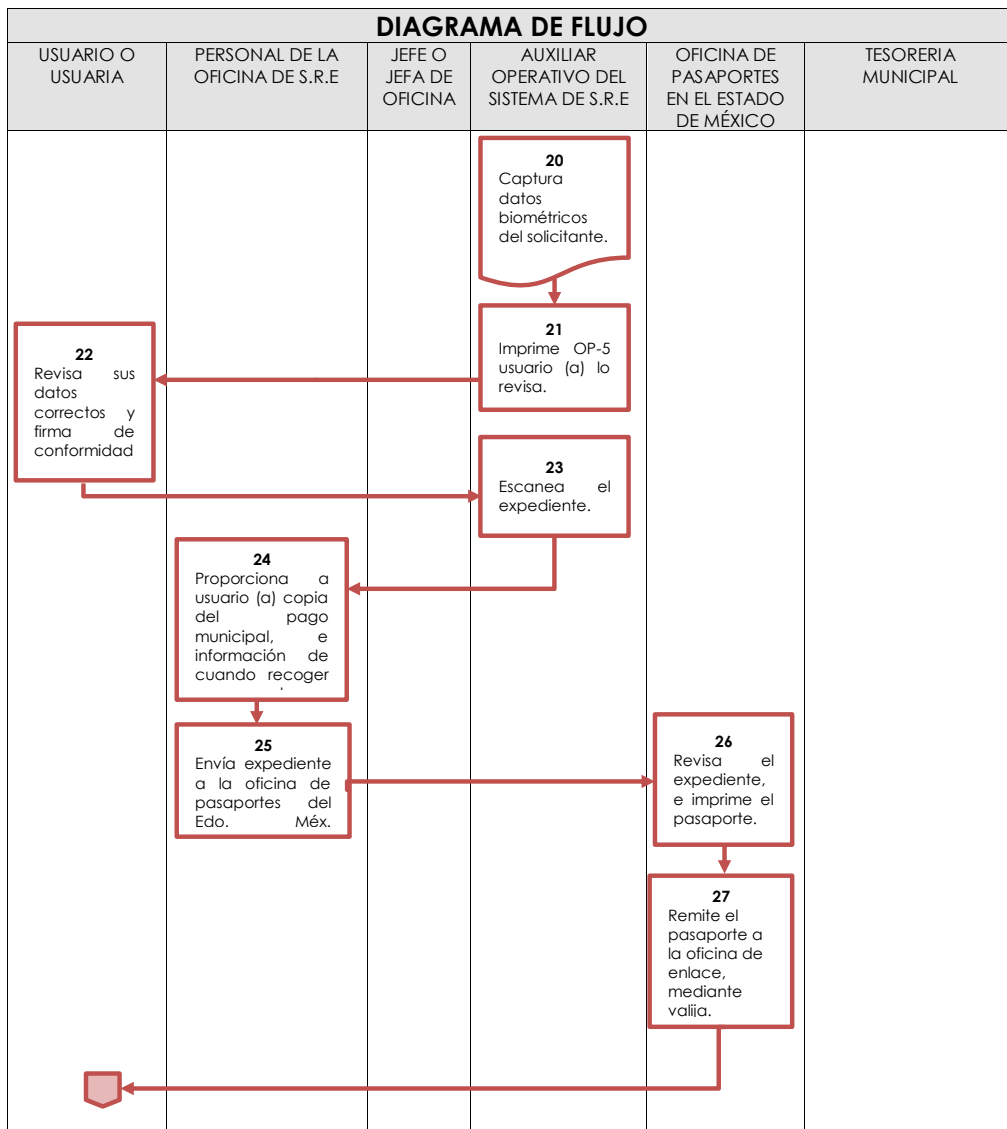 DIAGRAMA DE FLUJO
USUARIO O
USUARIA
PERSONAL DE LA
OFICINA DE S.R.E
JEFE O
JEFA DE
OFICINA
AUXILIAR
OPERATIVO DEL
SISTEMA DE S.R.E
OFICINA DE
PASAPORTES
EN EL ESTADO
DE MÉXICO
TESORERIA
MUNICIPAL
20
Captura
datos
biométricos
del solicitante.
21
Imprime OP-5
usuario (a) lo
revisa.
22
Revisa sus
datos
correctos y
firma de
conformidad
23
Escanea el
expediente.
24
Proporciona a
usuario (a) copia
del pago
municipal, e
información de
cuando recoger
25
Envía expediente
a la oficina de
pasaportes del
Edo. Méx.
26
Revisa el
expediente,
e imprime el
pasaporte.
27
Remite el
pasaporte a
la oficina de
enlace,
mediante
valija.